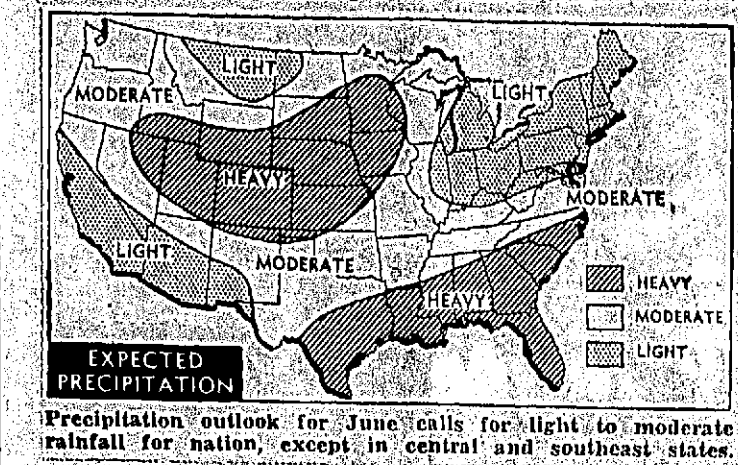 LIGHT
MODERATE
LIGHT
HEAVY
MODERATE
LIGHT
MODERATE
HEAVY
HEAVY
MODERATE
LIGHT
EXPECTED
PRECIPITATION
Precipitation outlook for June calls for light to moderate
rainfall for nation, except in central and southeast states.